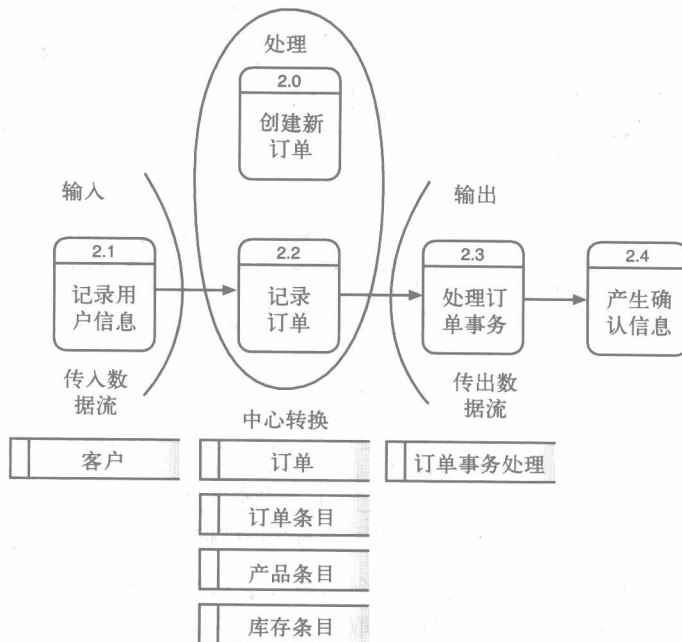 处理
2.0
创建新
订单
输入
输出
2.1
记录用
户信息
2.2
记录
订单
2.3
处理订
单事务
2.4
产生确
认信息
传入数
据流
中心转换
传出数
据流
客户
订单
订单事务处理
订单条目
产品条目
库存条目